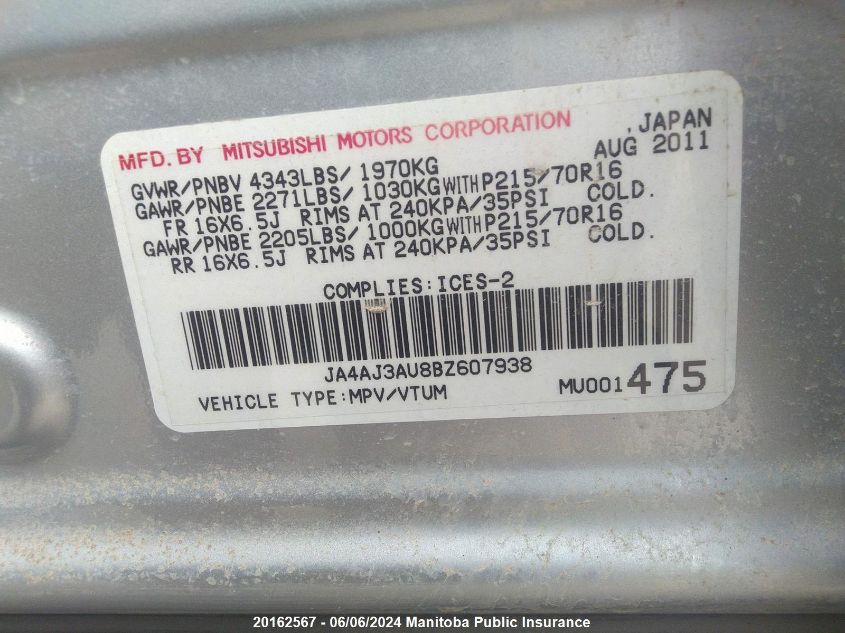 MFD. BY MITSUBISHI MOTORS CORPORATION , JAPAN
AUG 2011
GVWR/PNBV 4343LBS/ 1970KG
GAWR/PNBE 2271LBS/ 1030KG WITH P215/70R16
FR 16X6.5J RIMS AT 240KPA/35PSI COLD.
GAWR/PNBE 2205LBS/ 1000KG WITH P215/70R16
RR 16X6.5J RIMS AT 240KPA/35PSI COLD.
COMPLIES:ICES-2
JA4AJ3AU8BZ607938
VEHICLE TYPE:MPV/VTUM MU001475
20162567 - 06/06/2024 Manitoba Public Insurance